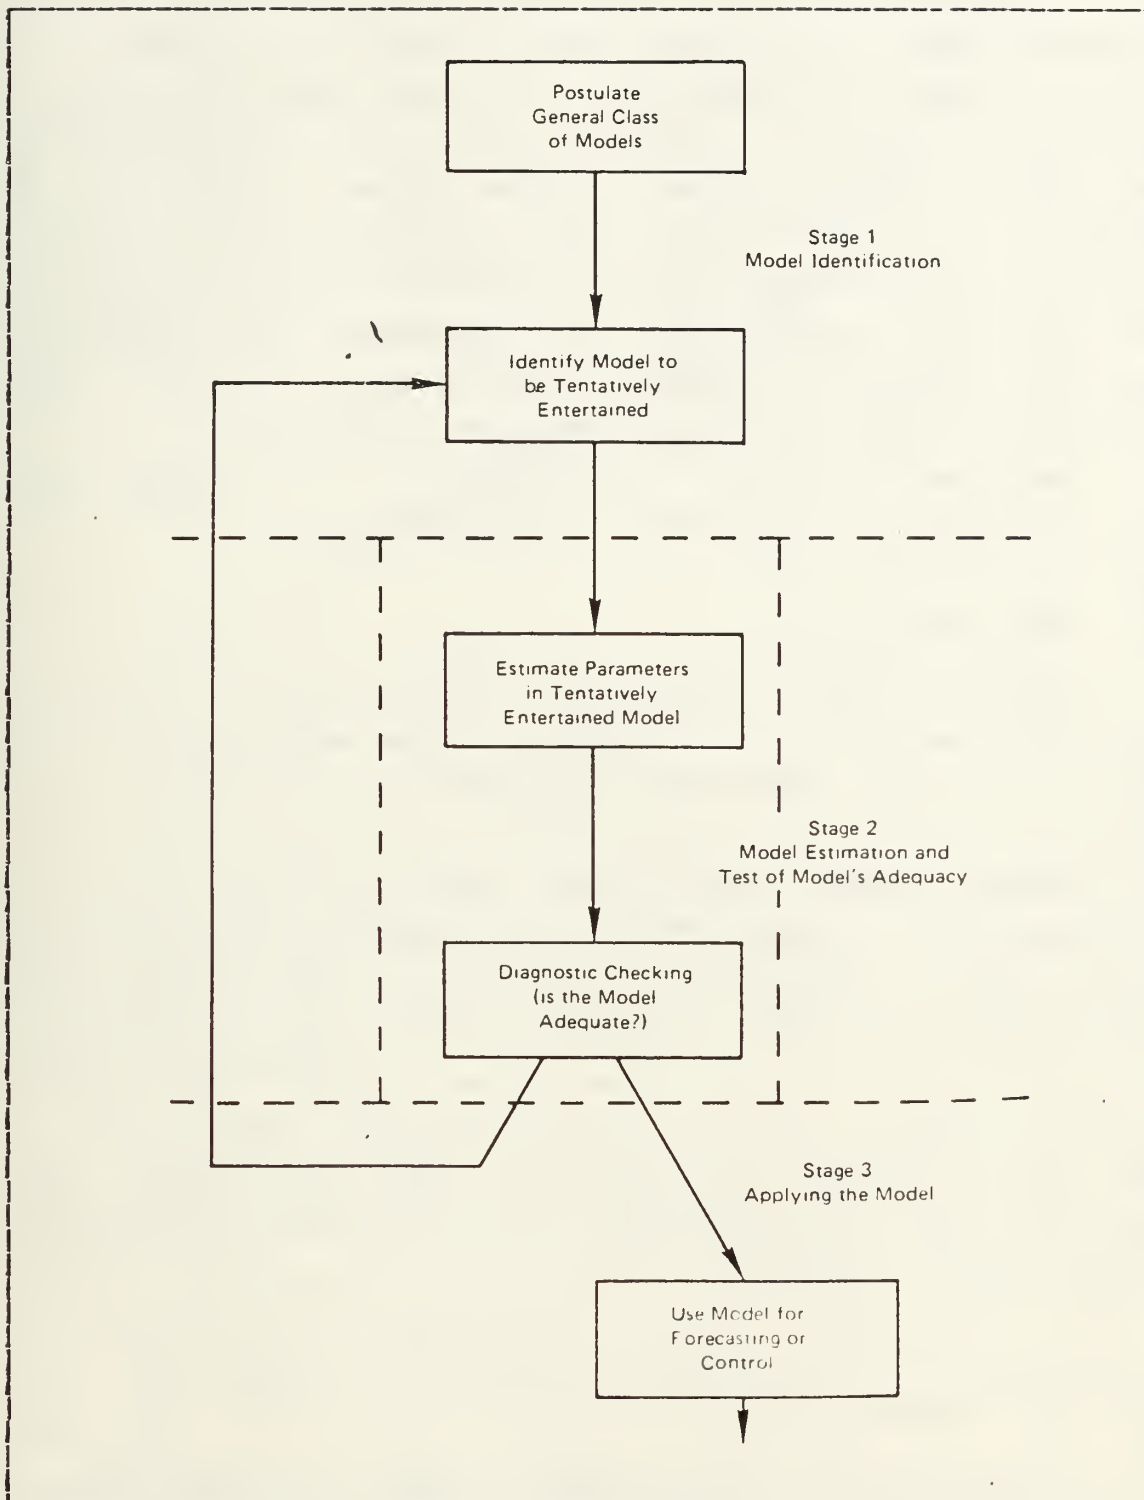 Postulate
General Class
of Models
Stage 1
Model Identification
Identify Model to
be Tentatively
Entertained
Estimate Parameters
in Tentatively
Entertained Model
Stage 2
Model Estimation and
Test of Model's Adequacy
Diagnostic Checking
(is the Model
Adequate?)
Stage 3
Applying the Model
Use Model for
Forecasting or
Control